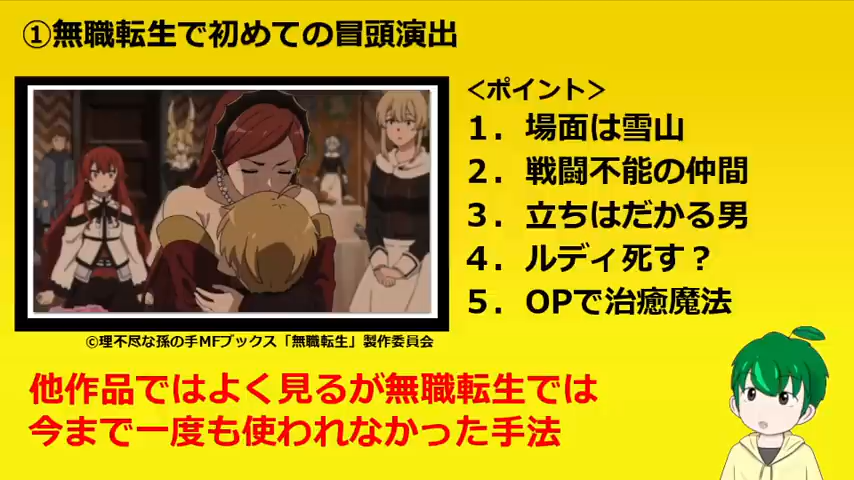 ①無職転生で初めての冒頭演出
<ポイント>
1．場面は雪山
2．戦闘不能の仲間
3．立ちはだかる男
4．ルディ死す？
5．OPで治癒魔法
©理不尽な孫の手MFブックス「無職転生」製作委員会
他作品ではよく見るが無職転生では
今まで一度も使われなかった手法